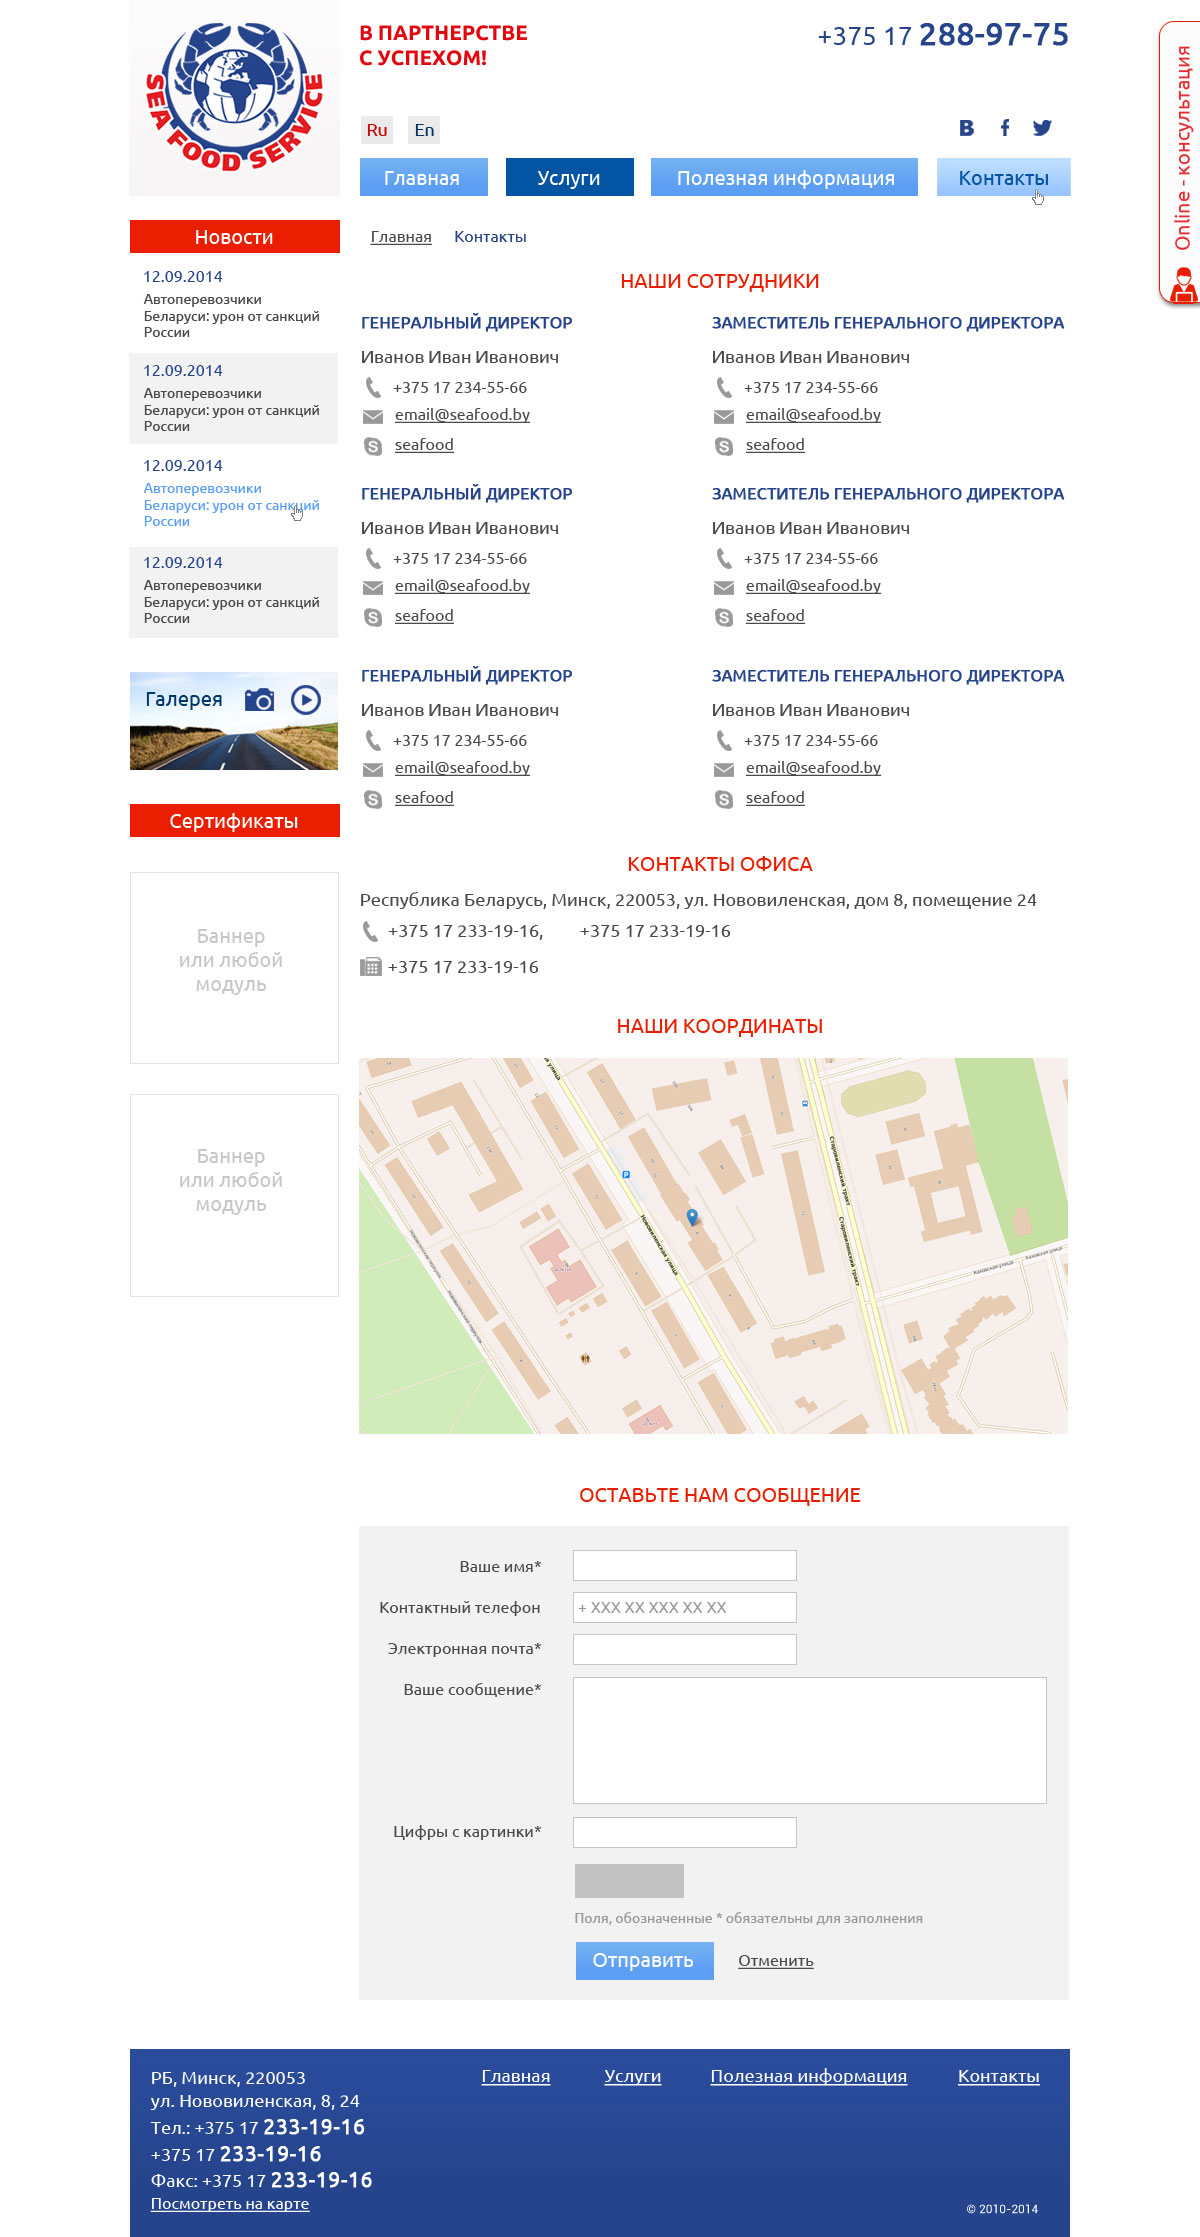 SEA FOOD SERVICE
В ПАРТНЕРСТВЕ
С УСПЕХОМ!
+375 17 288-97-75
Ru En
Главная Услуги Полезная информация Контакты
Online - консультация
Новости
12.09.2014
Автоперевозчики
Беларуси: урон от санкций
России
12.09.2014
Автоперевозчики
Беларуси: урон от санкций
России
12.09.2014
Автоперевозчики
Беларуси: урон от санкций
России
12.09.2014
Автоперевозчики
Беларуси: урон от санкций
России
Галерея
Сертификаты
Баннер
или любой
модуль
Баннер
или любой
модуль
Главная Контакты
НАШИ СОТРУДНИКИ
ГЕНЕРАЛЬНЫЙ ДИРЕКТОР
Иванов Иван Иванович
+375 17 234-55-66
email@seafood.by
seafood
ЗАМЕСТИТЕЛЬ ГЕНЕРАЛЬНОГО ДИРЕКТОРА
Иванов Иван Иванович
+375 17 234-55-66
email@seafood.by
seafood
ГЕНЕРАЛЬНЫЙ ДИРЕКТОР
Иванов Иван Иванович
+375 17 234-55-66
email@seafood.by
seafood
ЗАМЕСТИТЕЛЬ ГЕНЕРАЛЬНОГО ДИРЕКТОРА
Иванов Иван Иванович
+375 17 234-55-66
email@seafood.by
seafood
ГЕНЕРАЛЬНЫЙ ДИРЕКТОР
Иванов Иван Иванович
+375 17 234-55-66
email@seafood.by
seafood
ЗАМЕСТИТЕЛЬ ГЕНЕРАЛЬНОГО ДИРЕКТОРА
Иванов Иван Иванович
+375 17 234-55-66
email@seafood.by
seafood
КОНТАКТЫ ОФИСА
Республика Беларусь, Минск, 220053, ул. Нововиленская, дом 8, помещение 24
+375 17 233-19-16, +375 17 233-19-16
+375 17 233-19-16
НАШИ КООРДИНАТЫ
улица
Нововиленская улица
Старовиленский тракт
Старовиленский тракт
Каховская улица
Каховская улица
ОСТАВЬТЕ НАМ СООБЩЕНИЕ
Ваше имя*
Контактный телефон + XXX XX XXX XX XX
Электронная почта*
Ваше сообщение*
Цифры с картинки*
Поля, обозначенные * обязательны для заполнения
Отправить Отменить
РБ, Минск, 220053
ул. Нововиленская, 8, 24
Тел.: +375 17 233-19-16
+375 17 233-19-16
Факс: +375 17 233-19-16
Посмотреть на карте
Главная Услуги Полезная информация Контакты
© 2010-2014